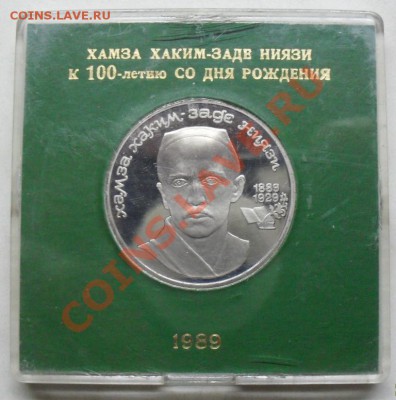 COINS.LAVE.RU
ХАМЗА ХАКИМ-ЗАДЕ НИЯЗИ
К 100-летию СО ДНЯ РОЖДЕНИЯ
хамза хаким-заде ниязи
1889
1929
COINS.LAVE.RU
1989